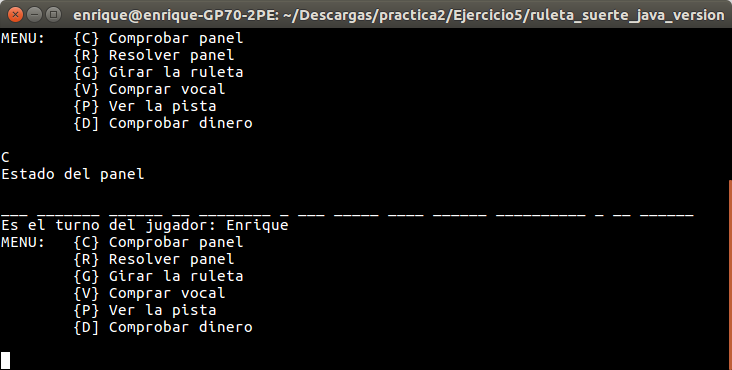 enrique@enrique-GP70-2PE: ~/Descargas/practica2/Ejercicio5/ruleta_suerte_java_version
MENU:   {C} Comprobar panel
        {R} Resolver panel
        {G} Girar la ruleta
        {V} Comprar vocal
        {P} Ver la pista
        {D] Comprobar dinero

C
Estado del panel

___ _______ ______ __ ________ _ ___ _____ ____ ______ __________ _ __ ______
Es el turno del jugador: Enrique
MENU:   {C} Comprobar panel
        {R} Resolver panel
        {G} Girar la ruleta
        {V} Comprar vocal
        {P} Ver la pista
        {D] Comprobar dinero